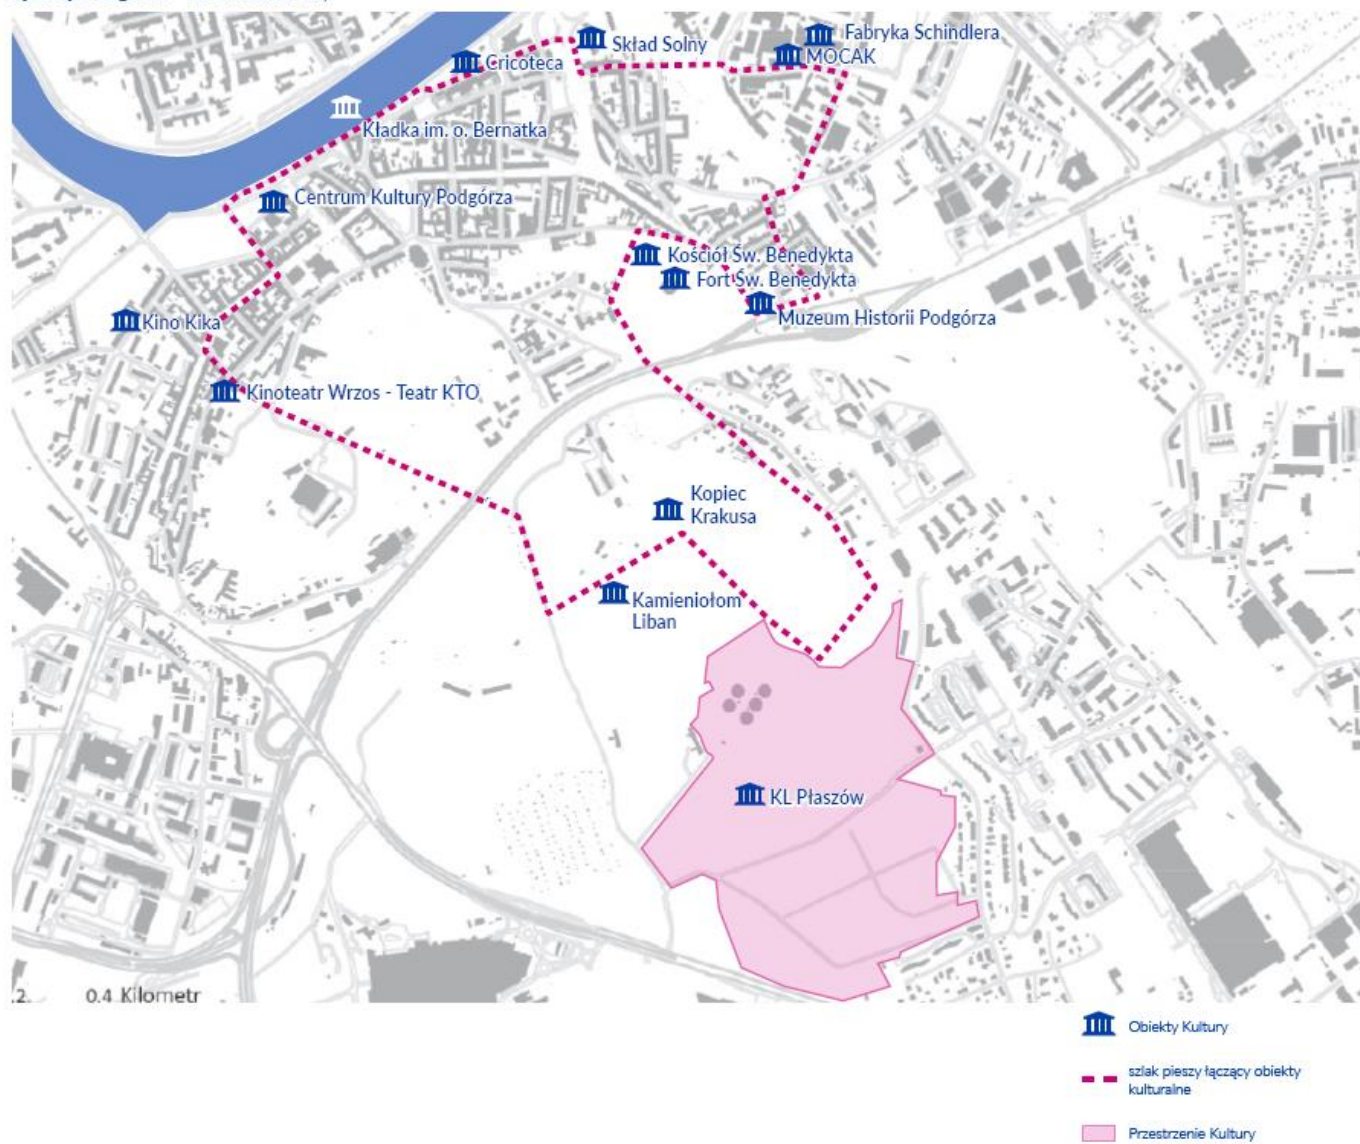 Fabryka Schindlera
Skład Solny
MOCAK
Cricoteca
Kładka im. o. Bernatka
Centrum Kultury Podgórza
Kościół Św. Benedykta
Fort Św. Benedykta
Muzeum Historii Podgórza
Kino Kika
Kinoteatr Wrzos - Teatr KTO
Kopiec
Krakusa
Kamieniołom
Liban
KL Płaszów
2 0.4 Kilometr
Obiekty Kultury
szlak pieszy łączący obiekty
kulturalne
Przestrzenie Kultury